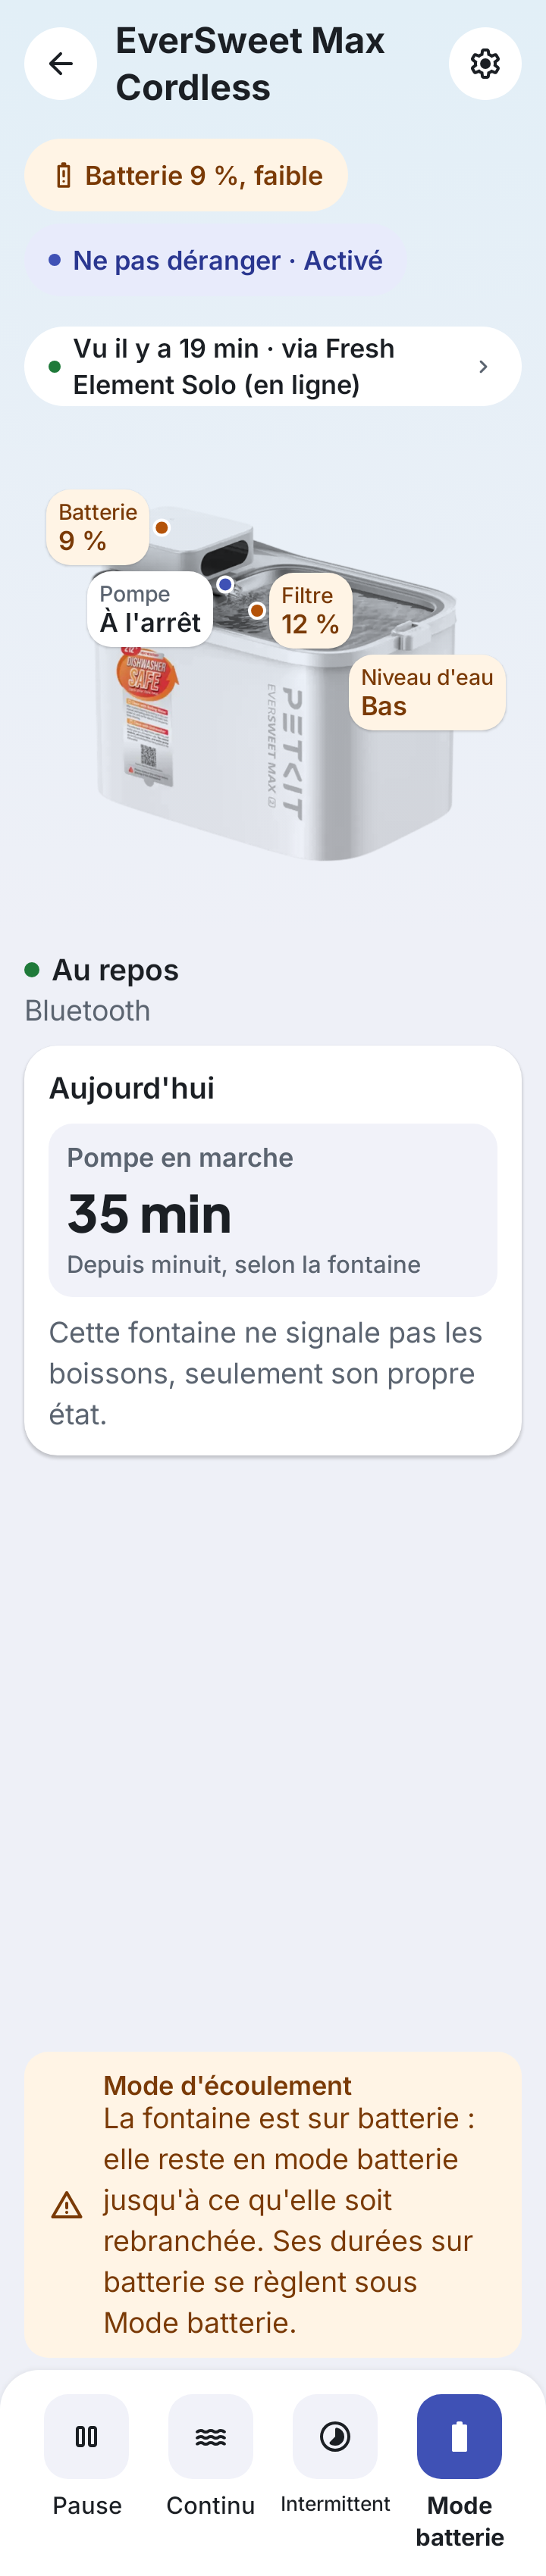 EverSweet Max
Cordless
Batterie 9 %, faible
Ne pas déranger · Activé
Vu il y a 19 min · via Fresh
Element Solo (en ligne)
Batterie
9 %
Pompe
À l'arrêt
Filtre
12 %
Niveau d'eau
Bas
DISHWASHER
SAFE
PETKIT
EVERSWEET MAX
Au repos
Bluetooth
Aujourd'hui
Pompe en marche
35 min
Depuis minuit, selon la fontaine
Cette fontaine ne signale pas les
boissons, seulement son propre
état.
Mode d'écoulement
La fontaine est sur batterie :
elle reste en mode batterie
jusqu'à ce qu'elle soit
rebranchée. Ses durées sur
batterie se règlent sous
Mode batterie.
Pause
Continu
Intermittent
Mode
batterie